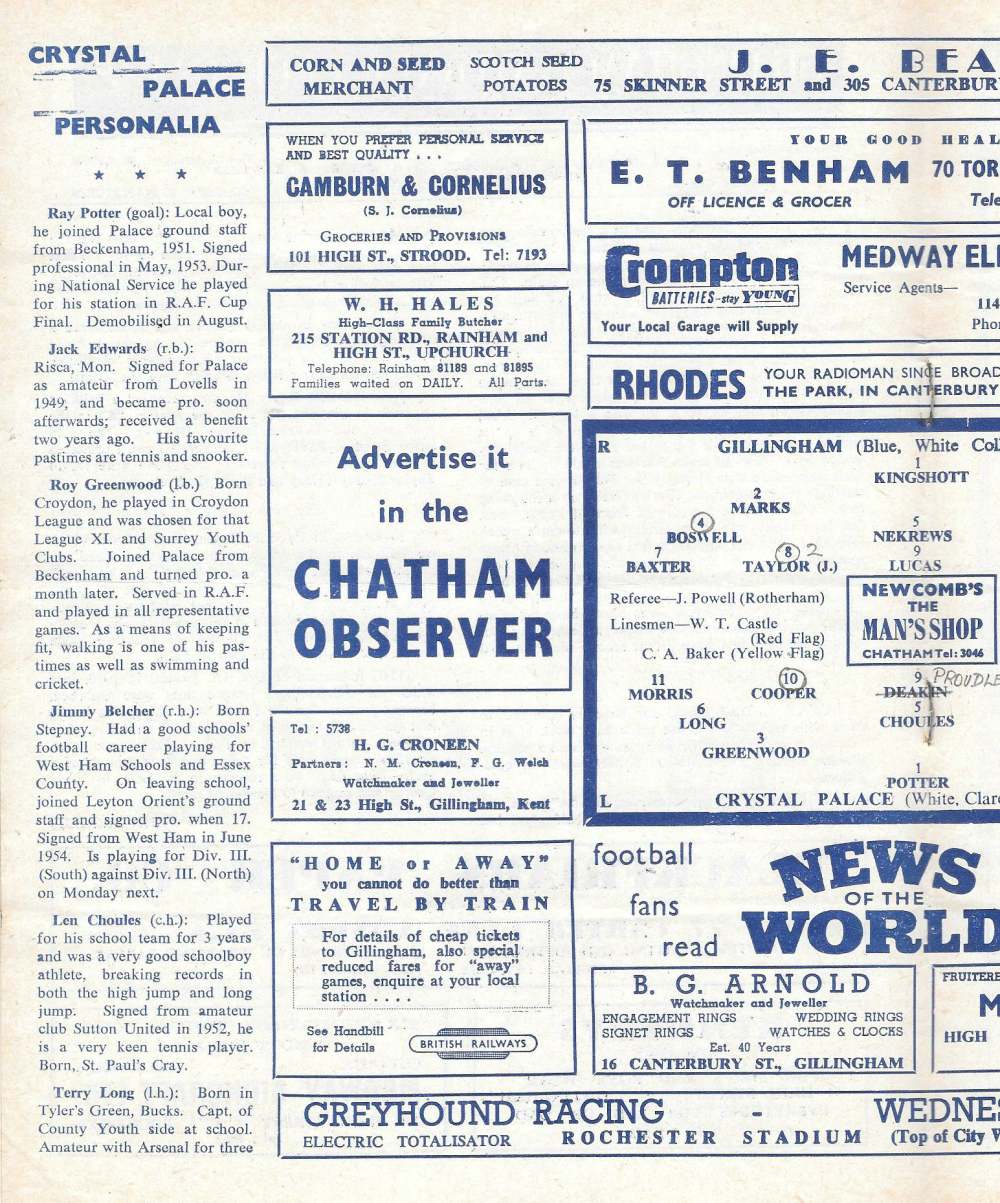 CRYSTAL
PALACE
PERSONALIA
Ray Potter (goal): Local boy,
he joined Palace ground staff
from Beckenham, 1951. Signed
professional in May, 1953. Dur-
ing National Service he played
for his station in R.A.F. Cup
Final. Demobilised in August.
Jack Edwards (r.b.): Born
Risca, Mon. Signed for Palace
as amateur from Lovells in
1949, and became pro. soon
afterwards; received a benefit
two years ago. His favourite
pastimes are tennis and snooker.
Roy Greenwood (l.b.) Born
Croydon, he played in Croydon
League and was chosen for that
League XI. and Surrey Youth
Clubs. Joined Palace from
Beckenham and turned pro. a
month later. Served in R.A.F.
and played in all representative
games. As a means of keeping
fit, walking is one of his pas-
times as well as swimming and
cricket.
Jimmy Belcher (r.h.): Born
Stepney. Had a good schools'
football career playing for
West Ham Schools and Essex
County. On leaving school,
joined Leyton Orient's ground
staff and signed pro. when 17.
Signed from West Ham in June
1954. Is playing for Div. III.
(South) against Div. III. (North)
on Monday next.
Len Choules (c.h.): Played
for his school team for 3 years
and was a very good schoolboy
athlete, breaking records in
both the high jump and long
jump. Signed from amateur
club Sutton United in 1952, he
is a very keen tennis player.
Born, St. Paul's Cray.
Terry Long (l.h.): Born in
Tyler's Green, Bucks. Capt. of
County Youth side at school.
Amateur with Arsenal for three
CORN AND SEED SCOTCH SEED J. E. BEA
MERCHANT POTATOES 75 SKINNER STREET and 305 CANTERBUR
WHEN YOU PREFER PERSONAL SERVICE
AND BEST QUALITY . . .
CAMBURN & CORNELIUS
(S. J. Cornelius)
GROCERIES AND PROVISIONS
101 HIGH ST., STROOD. Tel: 7193
W. H. HALES
High-Class Family Butcher
215 STATION RD., RAINHAM and
HIGH ST., UPCHURCH
Telephone: Rainham 81189 and 81895
Families waited on DAILY. All Parts.
Advertise it
in the
CHATHAM
OBSERVER
Tel : 5738
H. G. CRONEEN
Partners: N. M. Croneen, F. G. Welch
Watchmaker and Jeweller
21 & 23 High St., Gillingham, Kent
"HOME or AWAY"
you cannot do better than
TRAVEL BY TRAIN
For details of cheap tickets
to Gillingham, also special
reduced fares for "away"
games, enquire at your local
station . . . .
See Handbill
for Details
BRITISH RAILWAYS
YOUR GOOD HEAL
E. T. BENHAM 70 TOR
OFF LICENCE & GROCER Tele
Crompton MEDWAY EL
BATTERIES-stay YOUNG Service Agents—
114
Your Local Garage will Supply Pho
RHODES YOUR RADIOMAN SINCE BROAD
THE PARK, IN CANTERBURY
R GILLINGHAM (Blue, White Col
1
KINGSHOTT
2
MARKS
4 5
BOSWELL NEKREWS
7 8 2 9
BAXTER TAYLOR (J.) LUCAS
Referee—J. Powell (Rotherham)
Linesmen—W. T. Castle
(Red Flag)
C. A. Baker (Yellow Flag)
NEWCOMB'S
THE
MAN'S SHOP
CHATHAM Tel: 3046
11 10 9 PROUDLE
MORRIS COOPER DEAKIN
6 5
LONG CHOULES
3
GREENWOOD
1
POTTER
L CRYSTAL PALACE (White, Clar
football
fans
read
NEWS
OF THE
WORLD
B. G. ARNOLD
Watchmaker and Jeweller
ENGAGEMENT RINGS WEDDING RINGS
SIGNET RINGS WATCHES & CLOCKS
Est. 40 Years
16 CANTERBURY ST., GILLINGHAM
FRUITERE
M
HIGH
GREYHOUND RACING - WEDNES
ELECTRIC TOTALISATOR ROCHESTER STADIUM (Top of City W